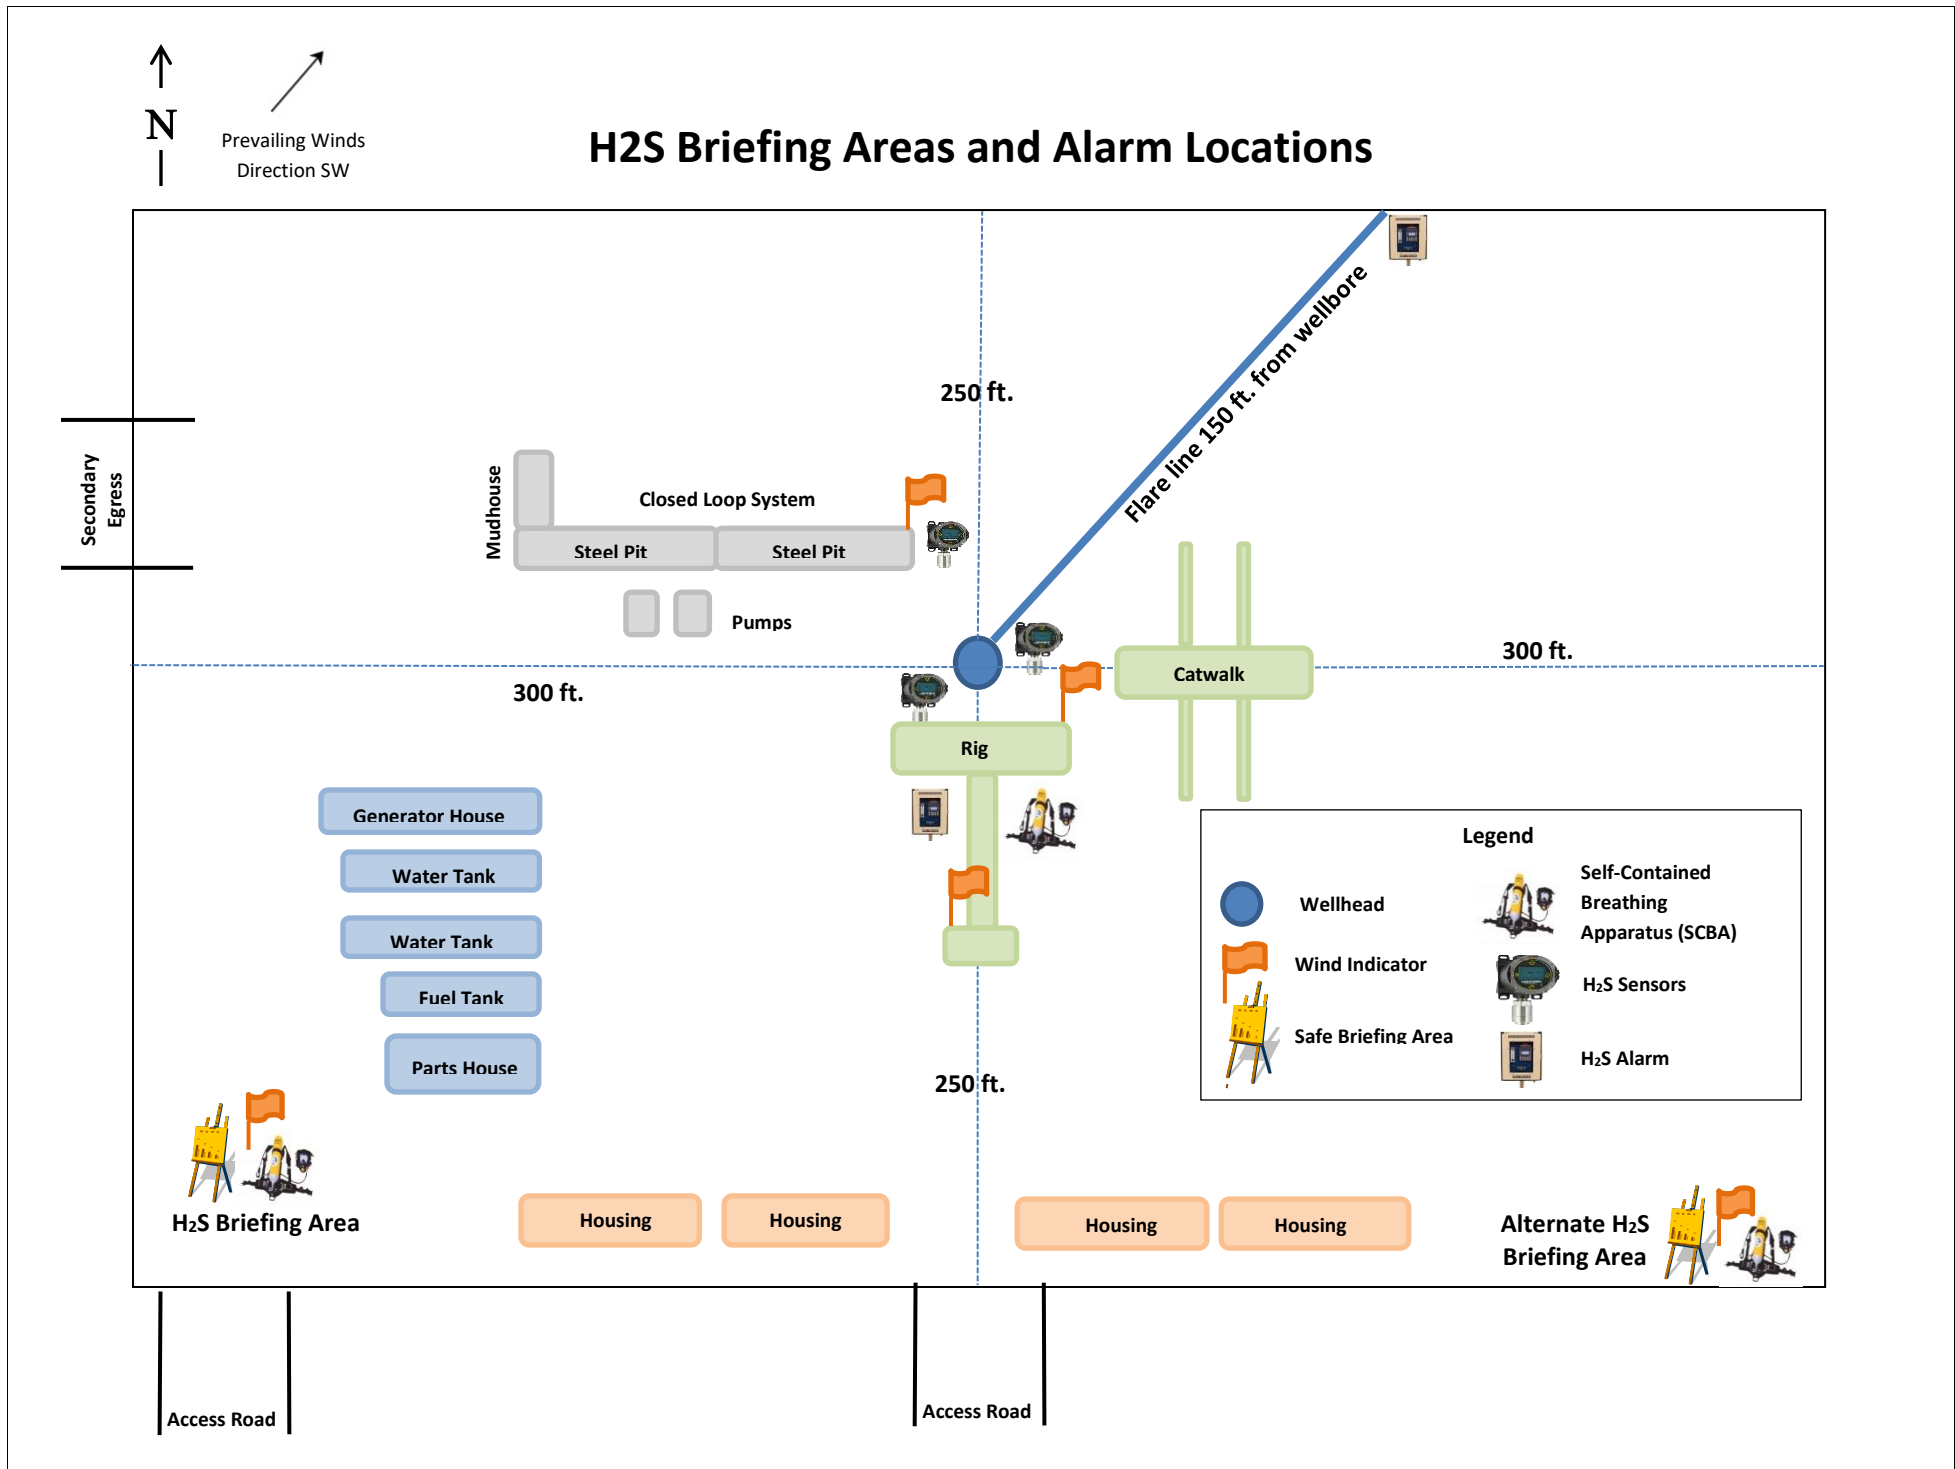 N
Prevailing Winds
Direction SW
H2S Briefing Areas and Alarm Locations
Flare line 150 ft. from wellbore
250 ft.
Secondary
Egress
Mudhouse
Closed Loop System
Steel Pit
Steel Pit
Pumps
300 ft.
300 ft.
Catwalk
Rig
Generator House
Water Tank
Water Tank
Fuel Tank
Parts House
250 ft.
Legend
Wellhead
Wind Indicator
Safe Briefing Area
Self-Contained
Breathing
Apparatus (SCBA)
H₂S Sensors
H₂S Alarm
H₂S Briefing Area
Housing
Housing
Housing
Housing
Alternate H₂S
Briefing Area
Access Road
Access Road